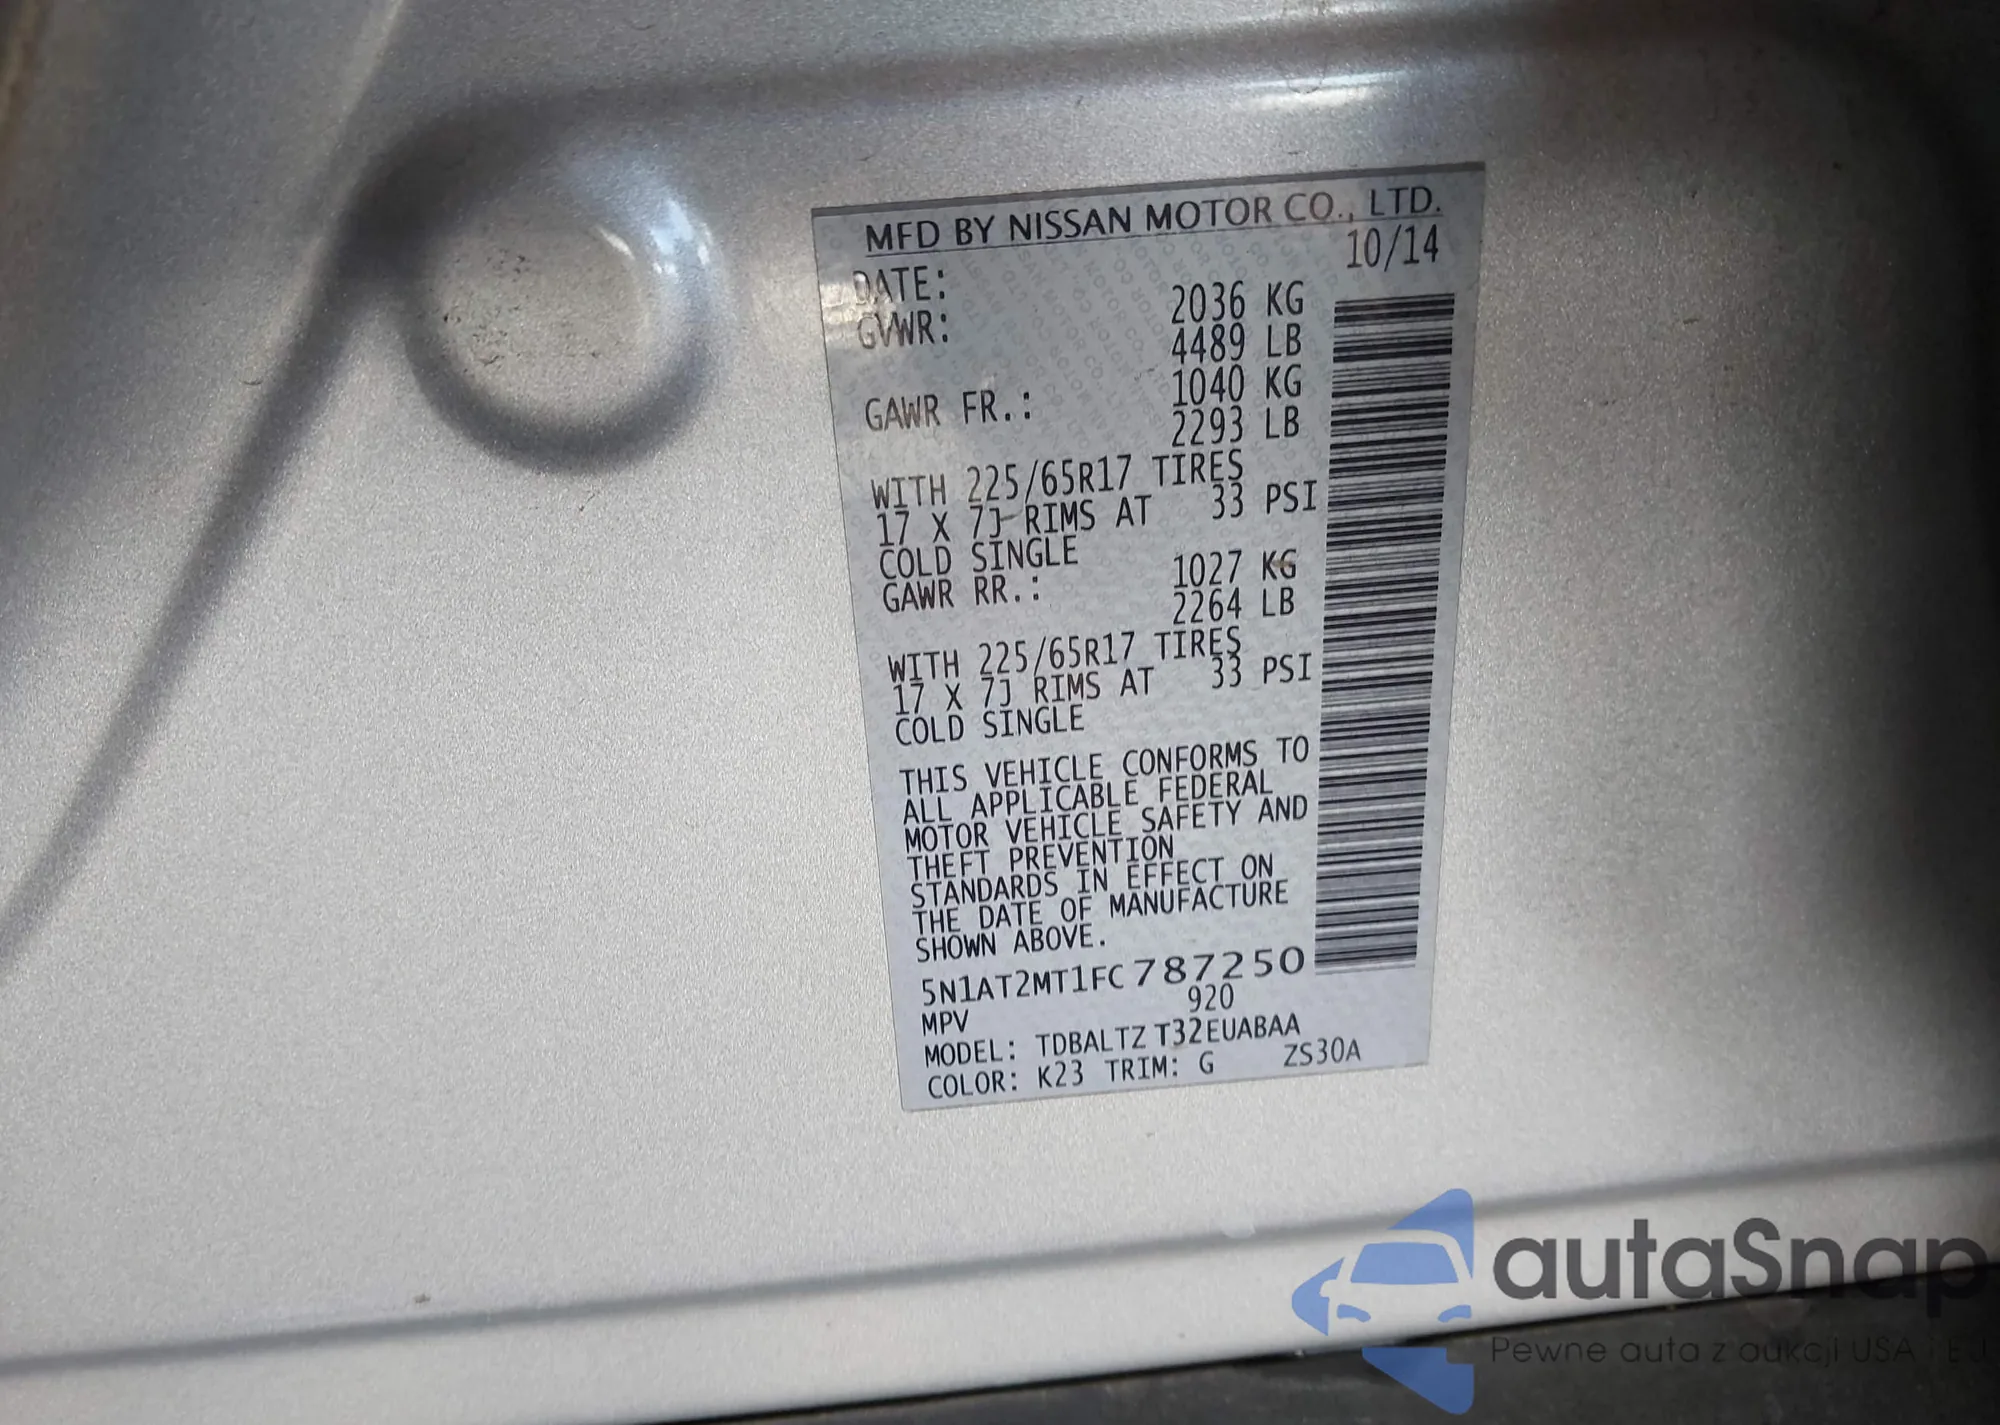 MFD BY NISSAN MOTOR CO., LTD.
DATE: 10/14
GVWR: 2036 KG
4489 LB
GAWR FR.: 1040 KG
2293 LB
WITH 225/65R17 TIRES
17 X 7J RIMS AT 33 PSI
COLD SINGLE
GAWR RR.: 1027 KG
2264 LB
WITH 225/65R17 TIRES
17 X 7J RIMS AT 33 PSI
COLD SINGLE
THIS VEHICLE CONFORMS TO
ALL APPLICABLE FEDERAL
MOTOR VEHICLE SAFETY AND
THEFT PREVENTION
STANDARDS IN EFFECT ON
THE DATE OF MANUFACTURE
SHOWN ABOVE.
5N1AT2MT1FC787250
920
MPV
MODEL: TDBALTZ T32EUABAA
COLOR: K23 TRIM: G ZS30A
autaSnap
Pewne auta z aukcji USA i EU